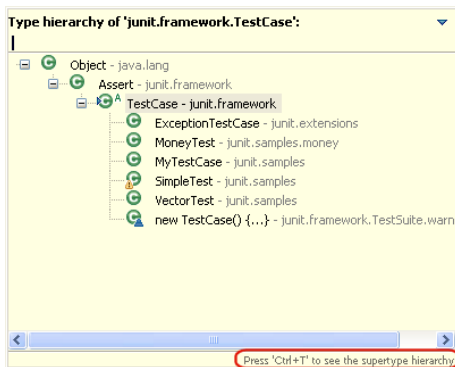 Type hierarchy of 'junit.framework.TestCase':
Object - java.lang
Assert - junit.framework
A TestCase - junit.framework
ExceptionTestCase - junit.extensions
MoneyTest - junit.samples.money
MyTestCase - junit.samples
SimpleTest - junit.samples
VectorTest - junit.samples
new TestCase() {...} - junit.framework.TestSuite.warn
Press 'Ctrl+T' to see the supertype hierarchy